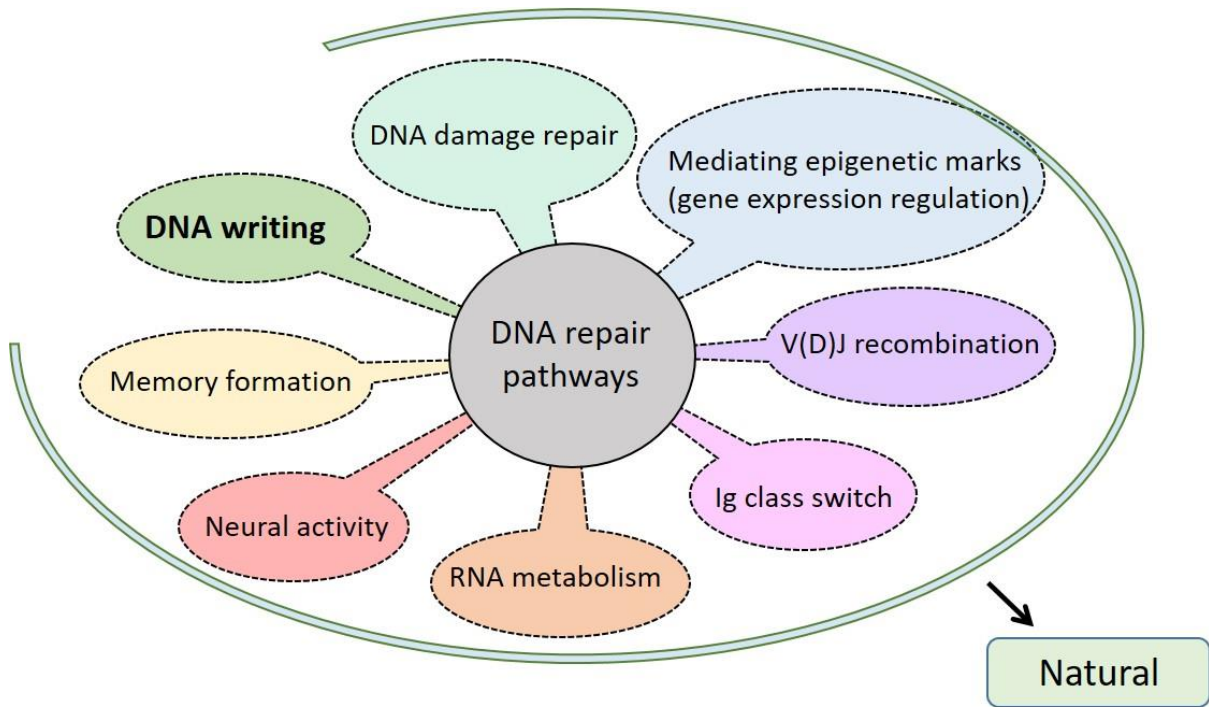 DNA damage repair
Mediating epigenetic marks
(gene expression regulation)
DNA writing
DNA repair
pathways
V(D)J recombination
Memory formation
Ig class switch
Neural activity
RNA metabolism
Natural